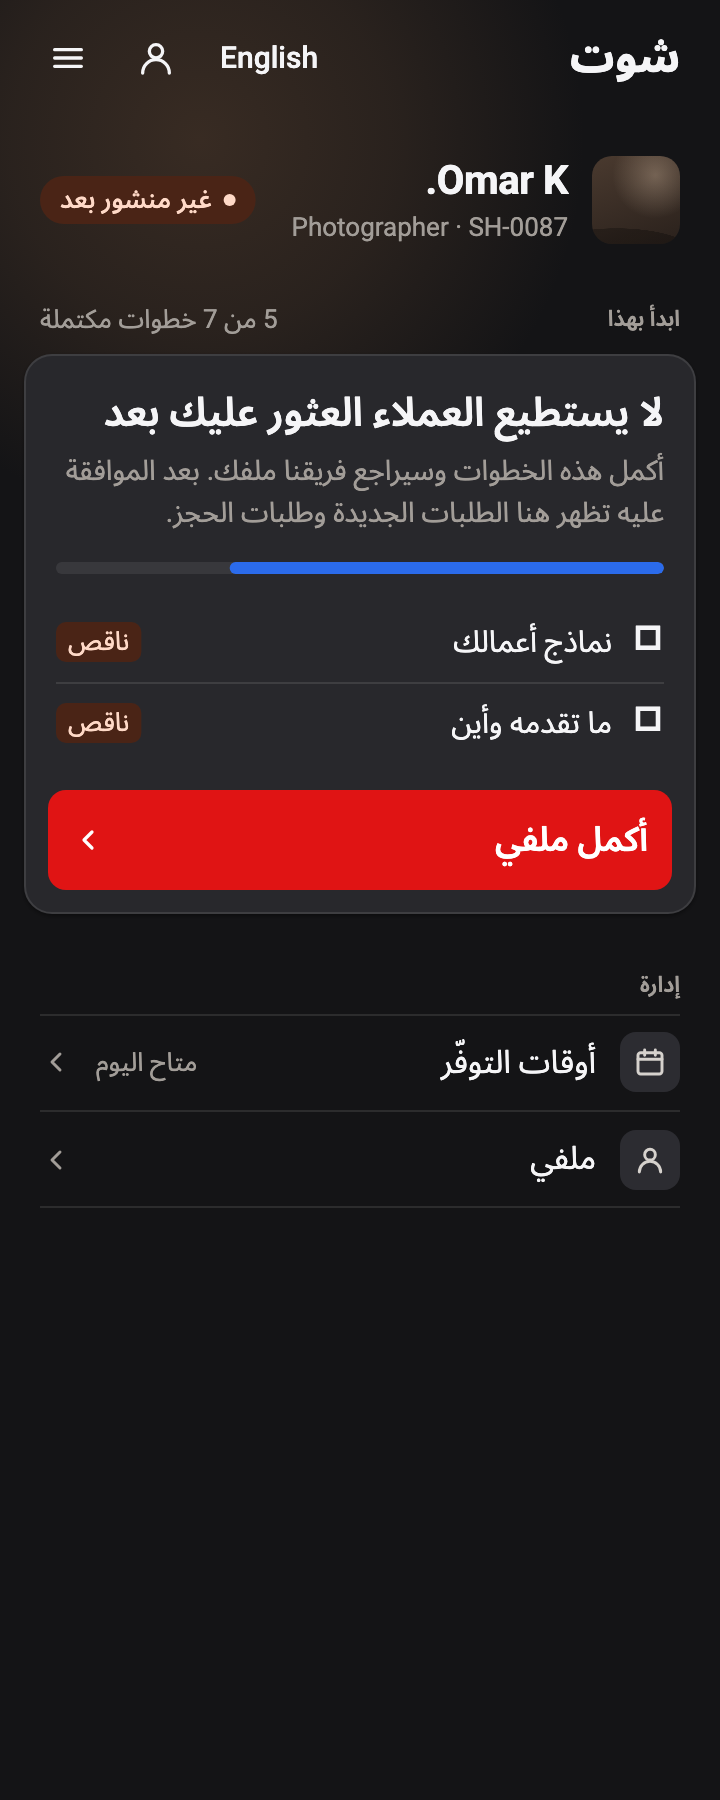 شوت
English
Omar K.
غير منشور بعد
Photographer · SH-0087
ابدأ بهذا
5 من 7 خطوات مكتملة
لا يستطيع العملاء العثور عليك بعد
أكمل هذه الخطوات وسيراجع فريقنا ملفك. بعد الموافقة
عليه تظهر هنا الطلبات الجديدة وطلبات الحجز.
نماذج أعمالك
ناقص
ما تقدمه وأين
ناقص
أكمل ملفي
إدارة
أوقات التوفّر
متاح اليوم
ملفي